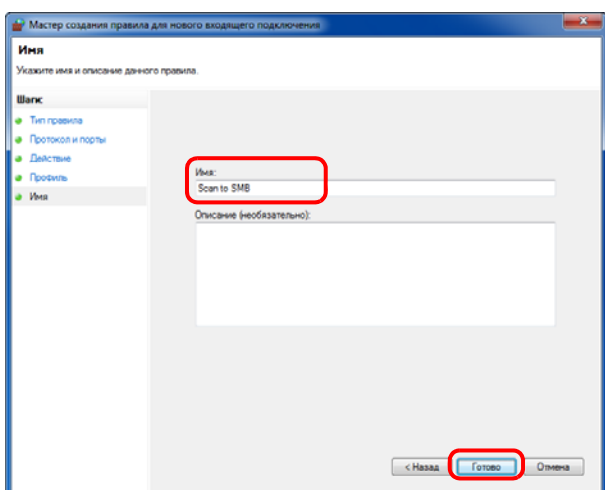 Мастер создания правила для нового входящего подключения
Имя
Укажите имя и описание данного правила.
Шаги:
Тип правила
Протокол и порты
Действие
Профиль
Имя
Имя:
Scan to SMB
Описание (необязательно):
< Назад
Готово
Отмена